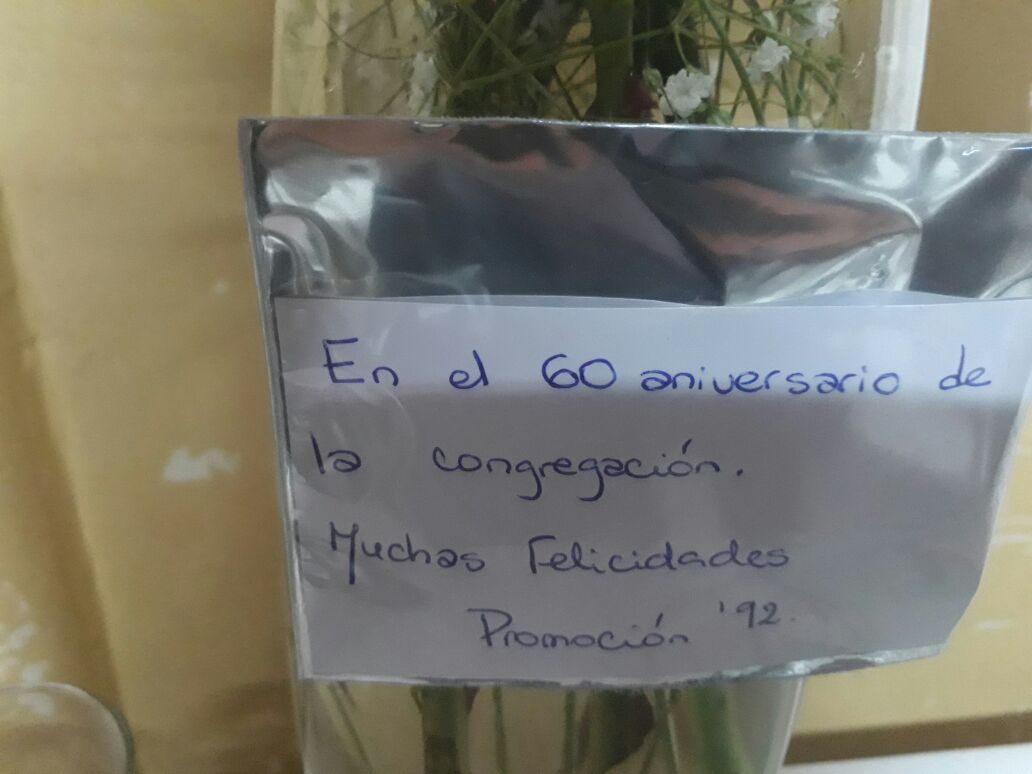 En el 60 aniversario de
la congregación.
Muchas Felicidades
Promoción '92.